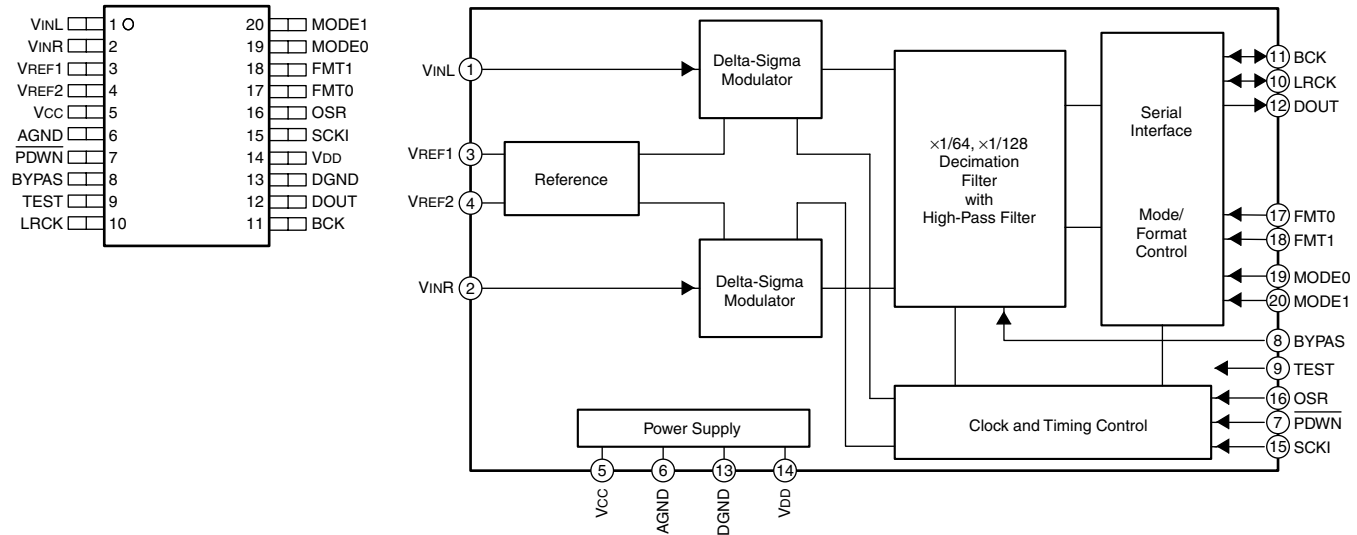 VINL 1 20 MODE1
VINR 2 19 MODE0
VREF1 3 18 FMT1
VREF2 4 17 FMT0
VCC 5 16 OSR
AGND 6 15 SCKI
PDWN 7 14 VDD
BYPAS 8 13 DGND
TEST 9 12 DOUT
LRCK 10 11 BCK
VINL 1
VREF1 3
VREF2 4
VINR 2
Reference
Delta-Sigma
Modulator
Delta-Sigma
Modulator
×1/64, ×1/128
Decimation
Filter
with
High-Pass Filter
Serial
Interface
Mode/
Format
Control
Clock and Timing Control
Power Supply
5 VCC
6 AGND
13 DGND
14 VDD
11 BCK
10 LRCK
12 DOUT
17 FMT0
18 FMT1
19 MODE0
20 MODE1
8 BYPAS
9 TEST
16 OSR
7 PDWN
15 SCKI